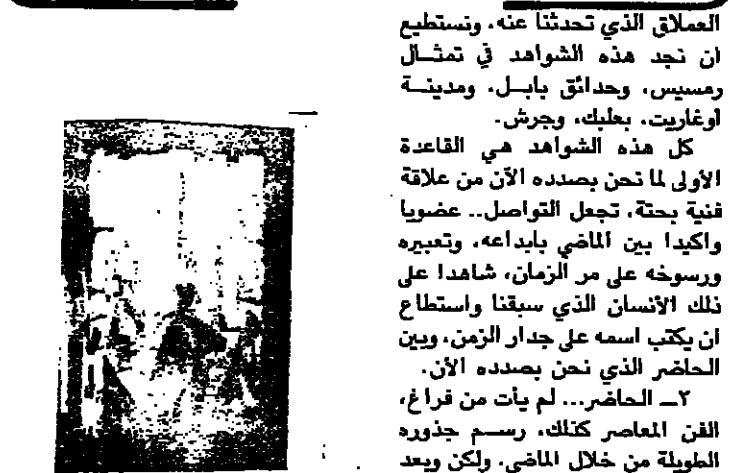 العملاق الذي تحدثنا عنه. ونستطيع
ان نجد هذه الشواهد في تمثال
رمسيس، وحدائق بابل، ومدينة
أوغاريت، بعلبك، وجرش.
كل هذه الشواهد هي القاعدة
الأولى لما نحن بصدده الآن من علاقة
فنية بحتة، تجعل التواصل.. عضويا
واكيدا بين الماضي بابداعه، وتعبيره
ورسوخه على مر الزمان، شاهدا على
ذلك الأنسان الذي سبقنا واستطاع
ان يكتب اسمه على جدار الزمن، وبين
الحاضر الذي نحن بصدده الأن.
٢ـ الحاضر... لم يأت من فراغ،
الفن المعاصر كذلك، رسم جذوره
الطويلة من خلال الماضي. ولكن وبعد